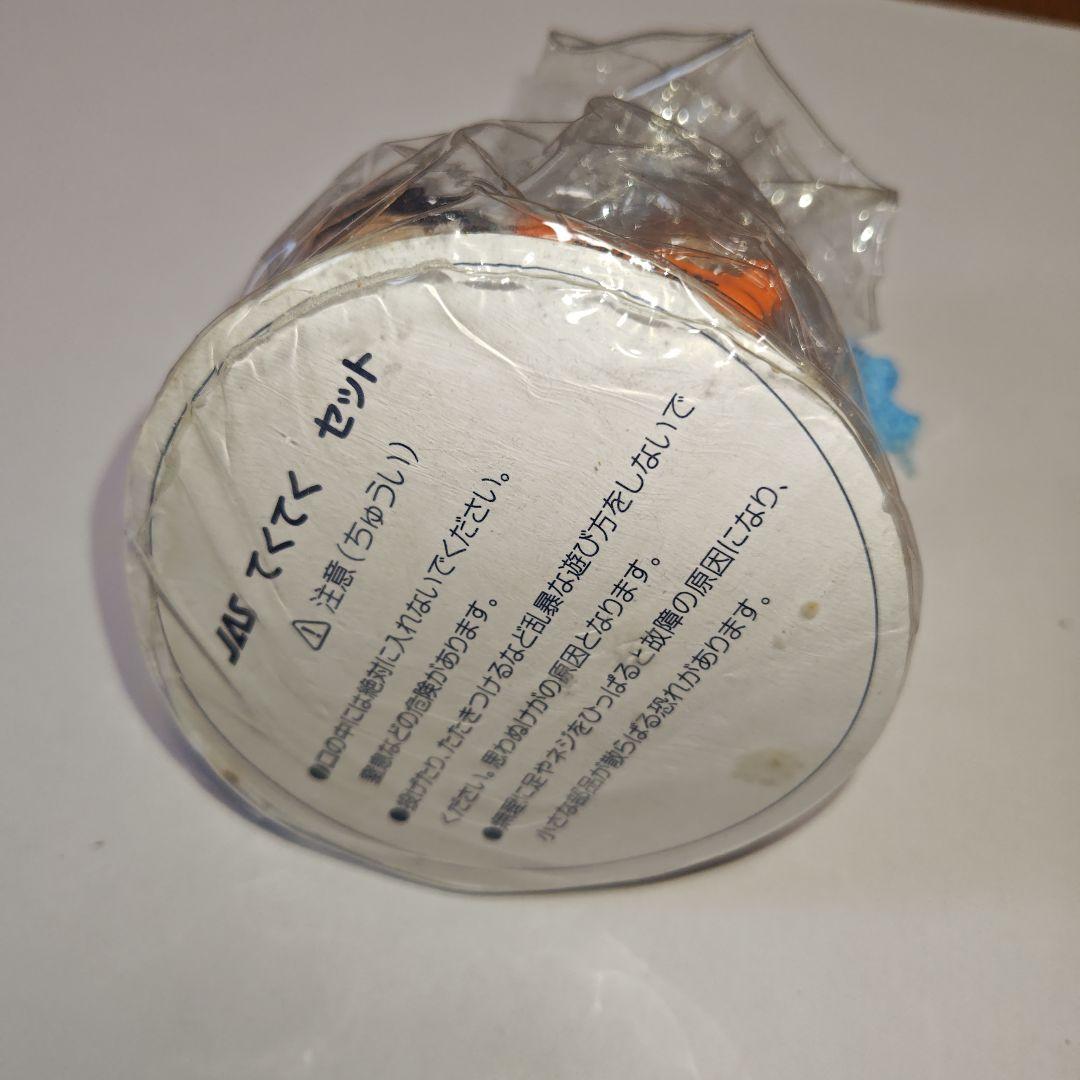 JAS てくてく セット
⚠ 注意(ちゅうい)
●口の中には絶対に入れないでください。
窒息などの危険があります。
●投げたり、たたきつけるなど乱暴な遊び方をしないで
ください。思わぬけがの原因となります。
●無理に足やネジをひっぱると故障の原因になり、
小さな部品が散らばる恐れがあります。